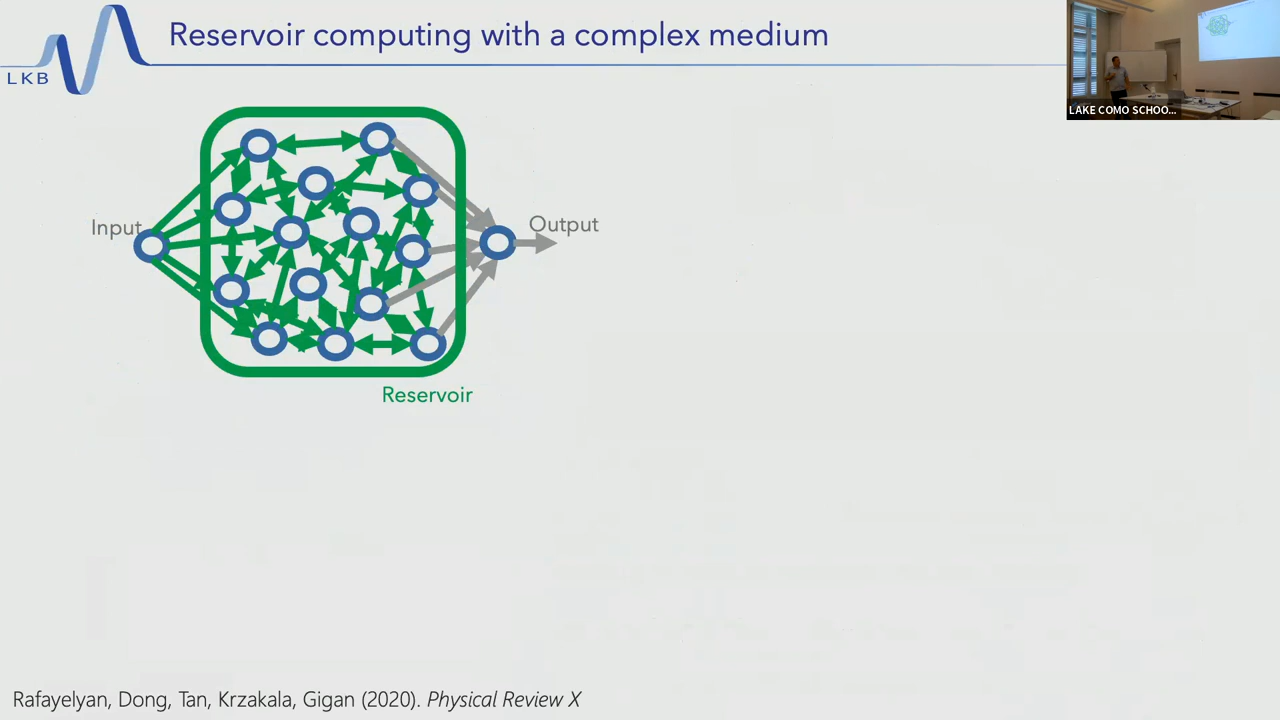 Reservoir computing with a complex medium
LKB
LAKE COMO SCHOO...
Input
Output
Reservoir
Rafayelyan, Dong, Tan, Krzakala, Gigan (2020). Physical Review X